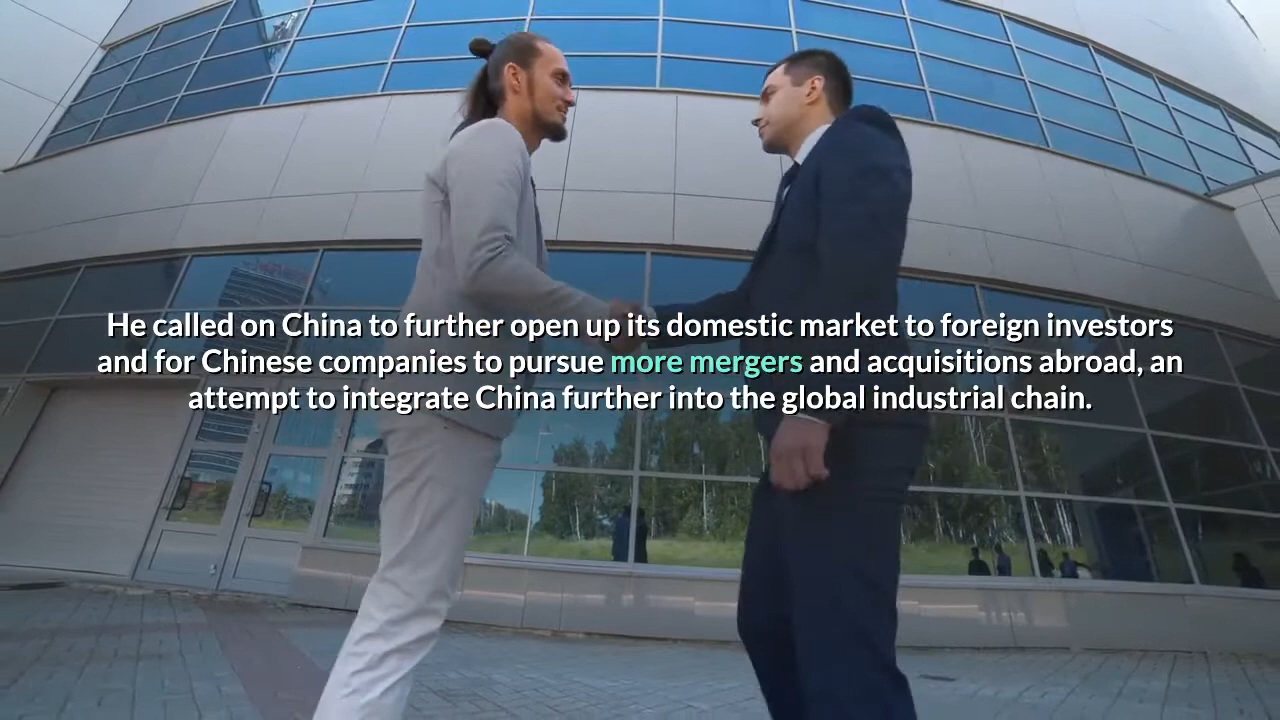 He called on China to further open up its domestic market to foreign investors
and for Chinese companies to pursue more mergers and acquisitions abroad, an
attempt to integrate China further into the global industrial chain.